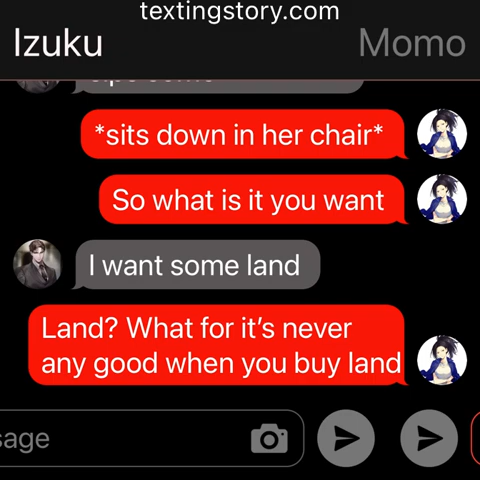 textingstory.com
Izuku Momo
*sits down in her chair*
So what is it you want
I want some land
Land? What for it's never
any good when you buy land
sage